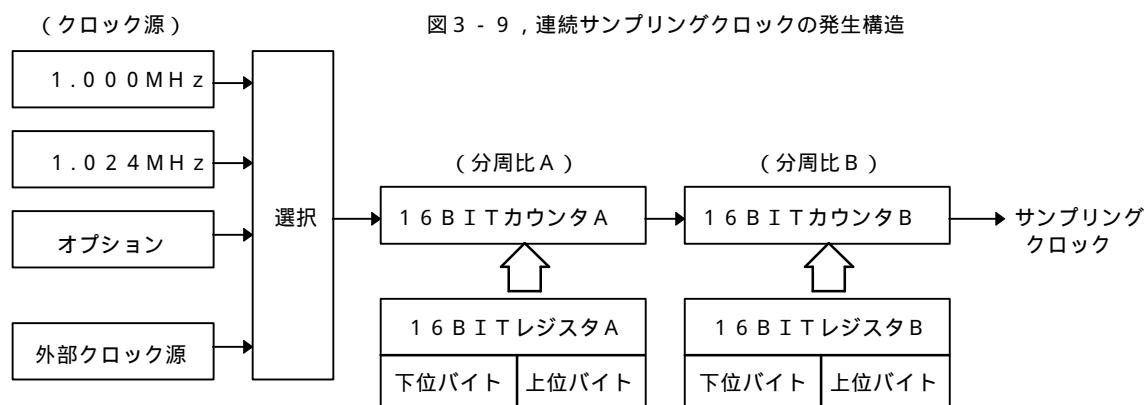 (クロック源)
図3-9,連続サンプリングクロックの発生構造
1.000MHz
1.024MHz
オプション
外部クロック源
選択
(分周比A)
16BITカウンタA
16BITレジスタA
下位バイト 上位バイト
(分周比B)
16BITカウンタB
16BITレジスタB
下位バイト 上位バイト
サンプリング
クロック